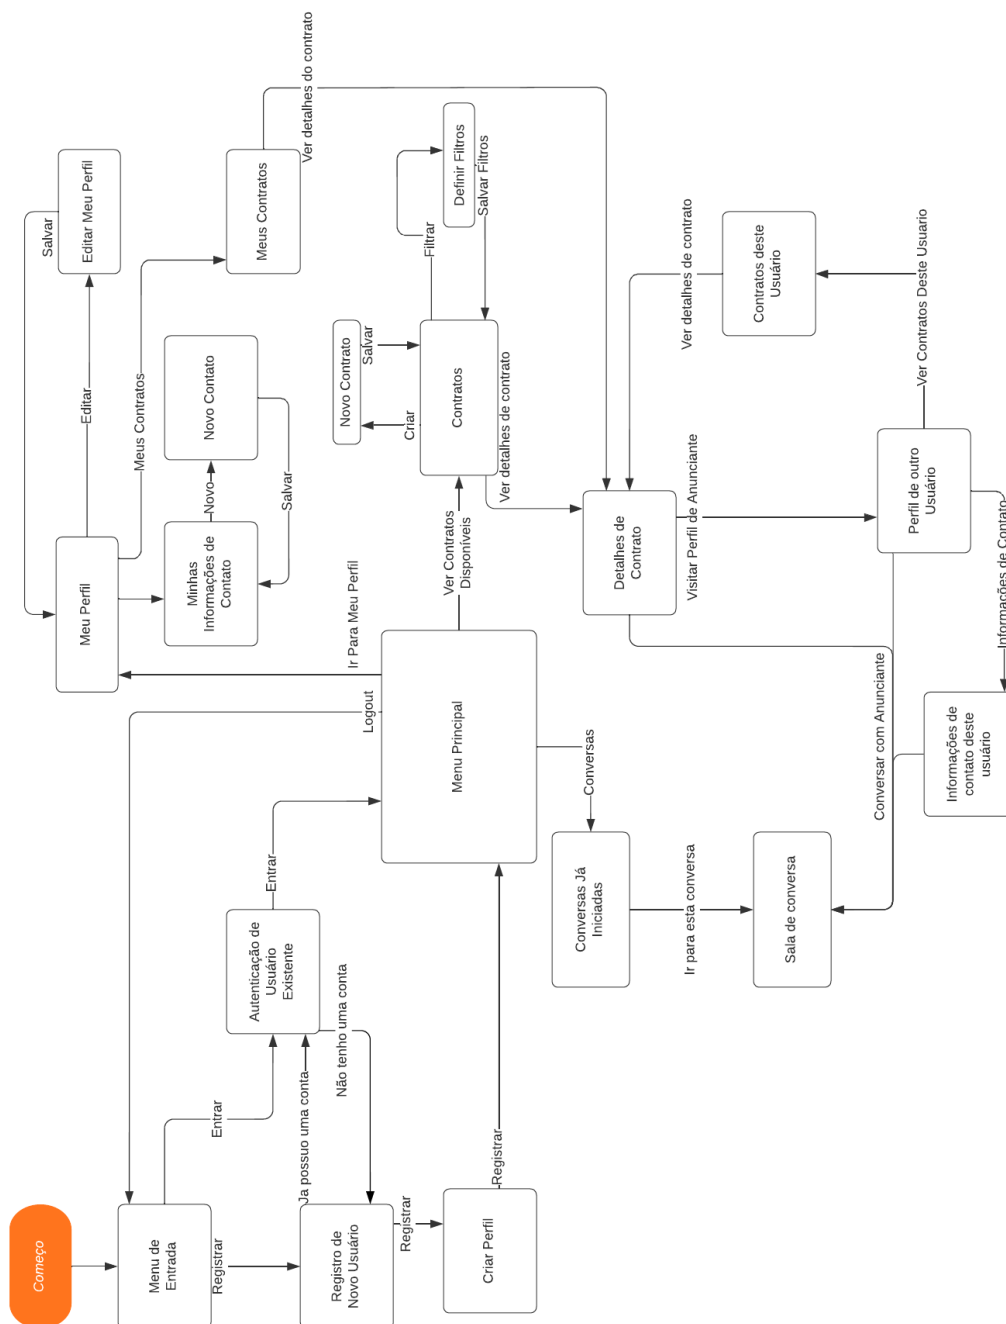 Começo
Menu de
Entrada
Registrar
Entrar
Registro de
Novo Usuário
Ja possuo uma conta
Não tenho uma conta
Registrar
Criar Perfil
Registrar
Autenticação de
Usuário
Existente
Entrar
Logout
Menu Principal
Ir Para Meu Perfil
Meu Perfil
Editar
Salvar
Editar Meu Perfil
Meus Contratos
Minhas
Informações de
Contato
Novo
Novo Contato
Salvar
Meus Contratos
Ver detalhes do contrato
Ver Contratos
Disponíveis
Contratos
Criar
Novo Contrato
Salvar
Filtrar
Definir Filtros
Salvar Filtros
Ver detalhes de contrato
Conversas
Conversas Já
Iniciadas
Ir para esta conversa
Sala de conversa
Detalhes de
Contrato
Visitar Perfil de Anunciante
Conversar com Anunciante
Perfil de outro
Usuário
Ver Contratos Deste Usuario
Contratos deste
Usuário
Ver detalhes de contrato
Informações de Contato
Informações de
contato deste
usuário